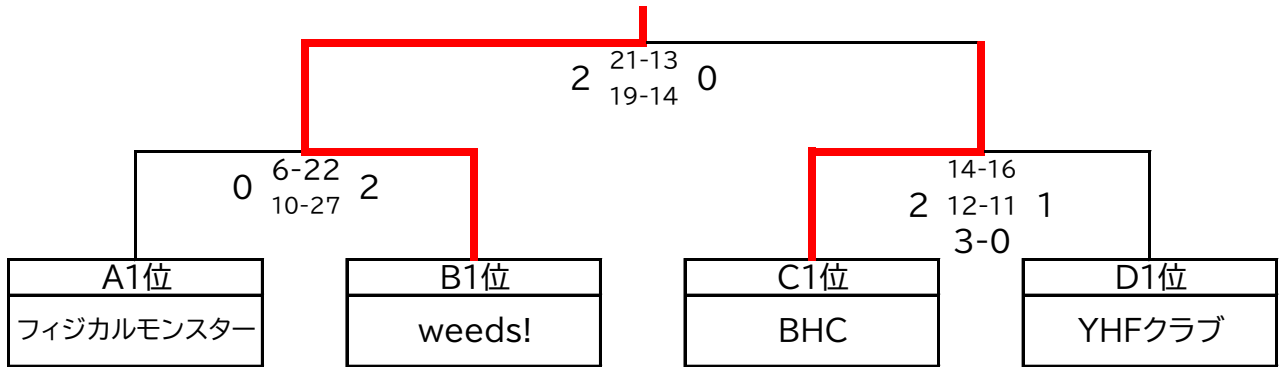 21-13
2 0
19-14
6-22
0 2
10-27
14-16
2 12-11 1
3-0
A1位
フィジカルモンスター
B1位
weeds!
C1位
BHC
D1位
YHFクラブ